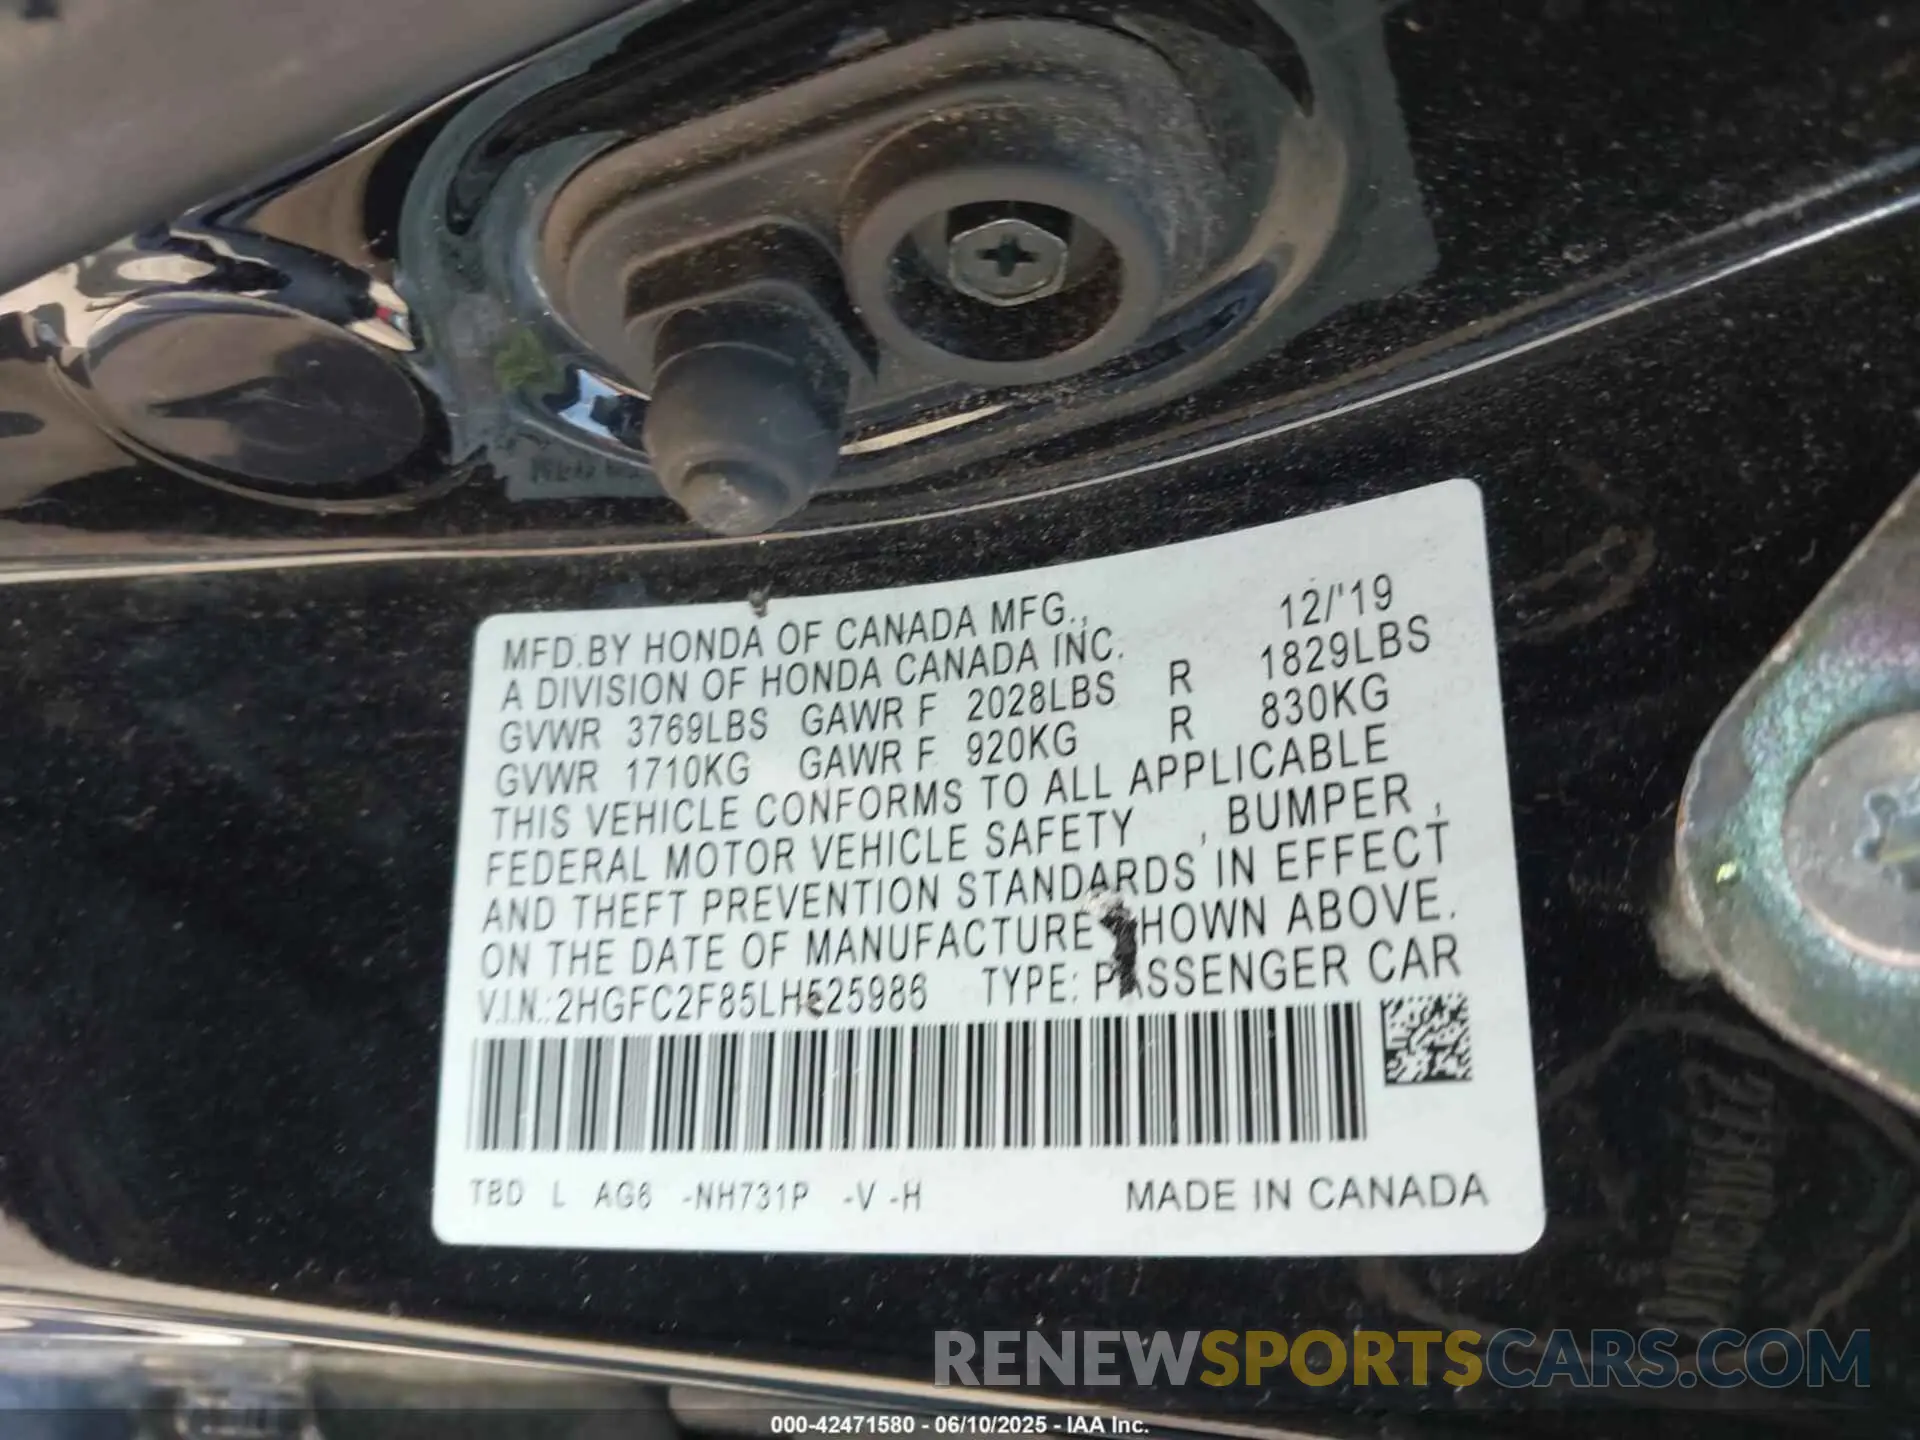 MFD.BY HONDA OF CANADA MFG., 12/'19
A DIVISION OF HONDA CANADA INC.
GVWR 3769LBS GAWR F 2028LBS R 1829LBS
GVWR 1710KG GAWR F 920KG R 830KG
THIS VEHICLE CONFORMS TO ALL APPLICABLE
FEDERAL MOTOR VEHICLE SAFETY , BUMPER ,
AND THEFT PREVENTION STANDARDS IN EFFECT
ON THE DATE OF MANUFACTURE SHOWN ABOVE.
V.I.N.:2HGFC2F85LH525986 TYPE: PASSENGER CAR
TBD L AG6 -NH731P -V -H MADE IN CANADA
RENEWSPORTSCARS.COM
000-42471580 - 06/10/2025 - IAA Inc.